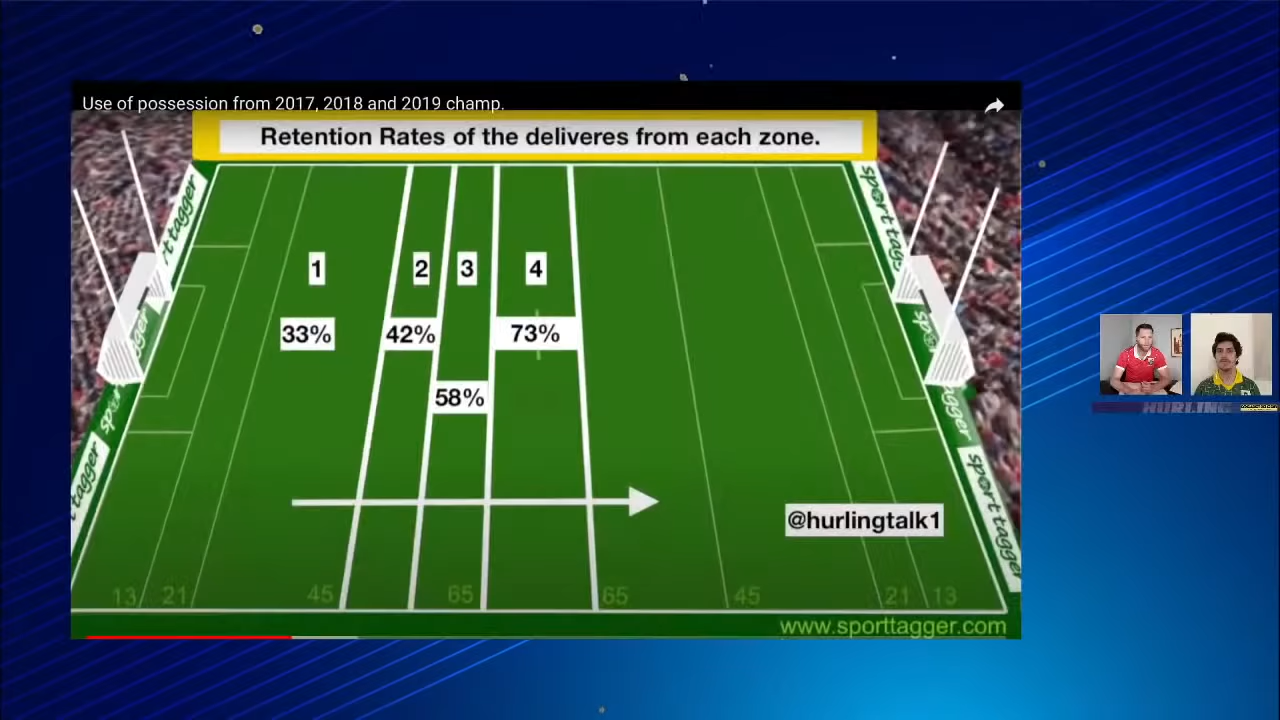 Use of possession from 2017, 2018 and 2019 champ.
Retention Rates of the deliveres from each zone.
1
2
3
4
33%
42%
73%
58%
@hurlingtalk1
13
21
45
65
65
45
21
13
www.sporttagger.com
sport tagger
t tagger
tagger
HURLING